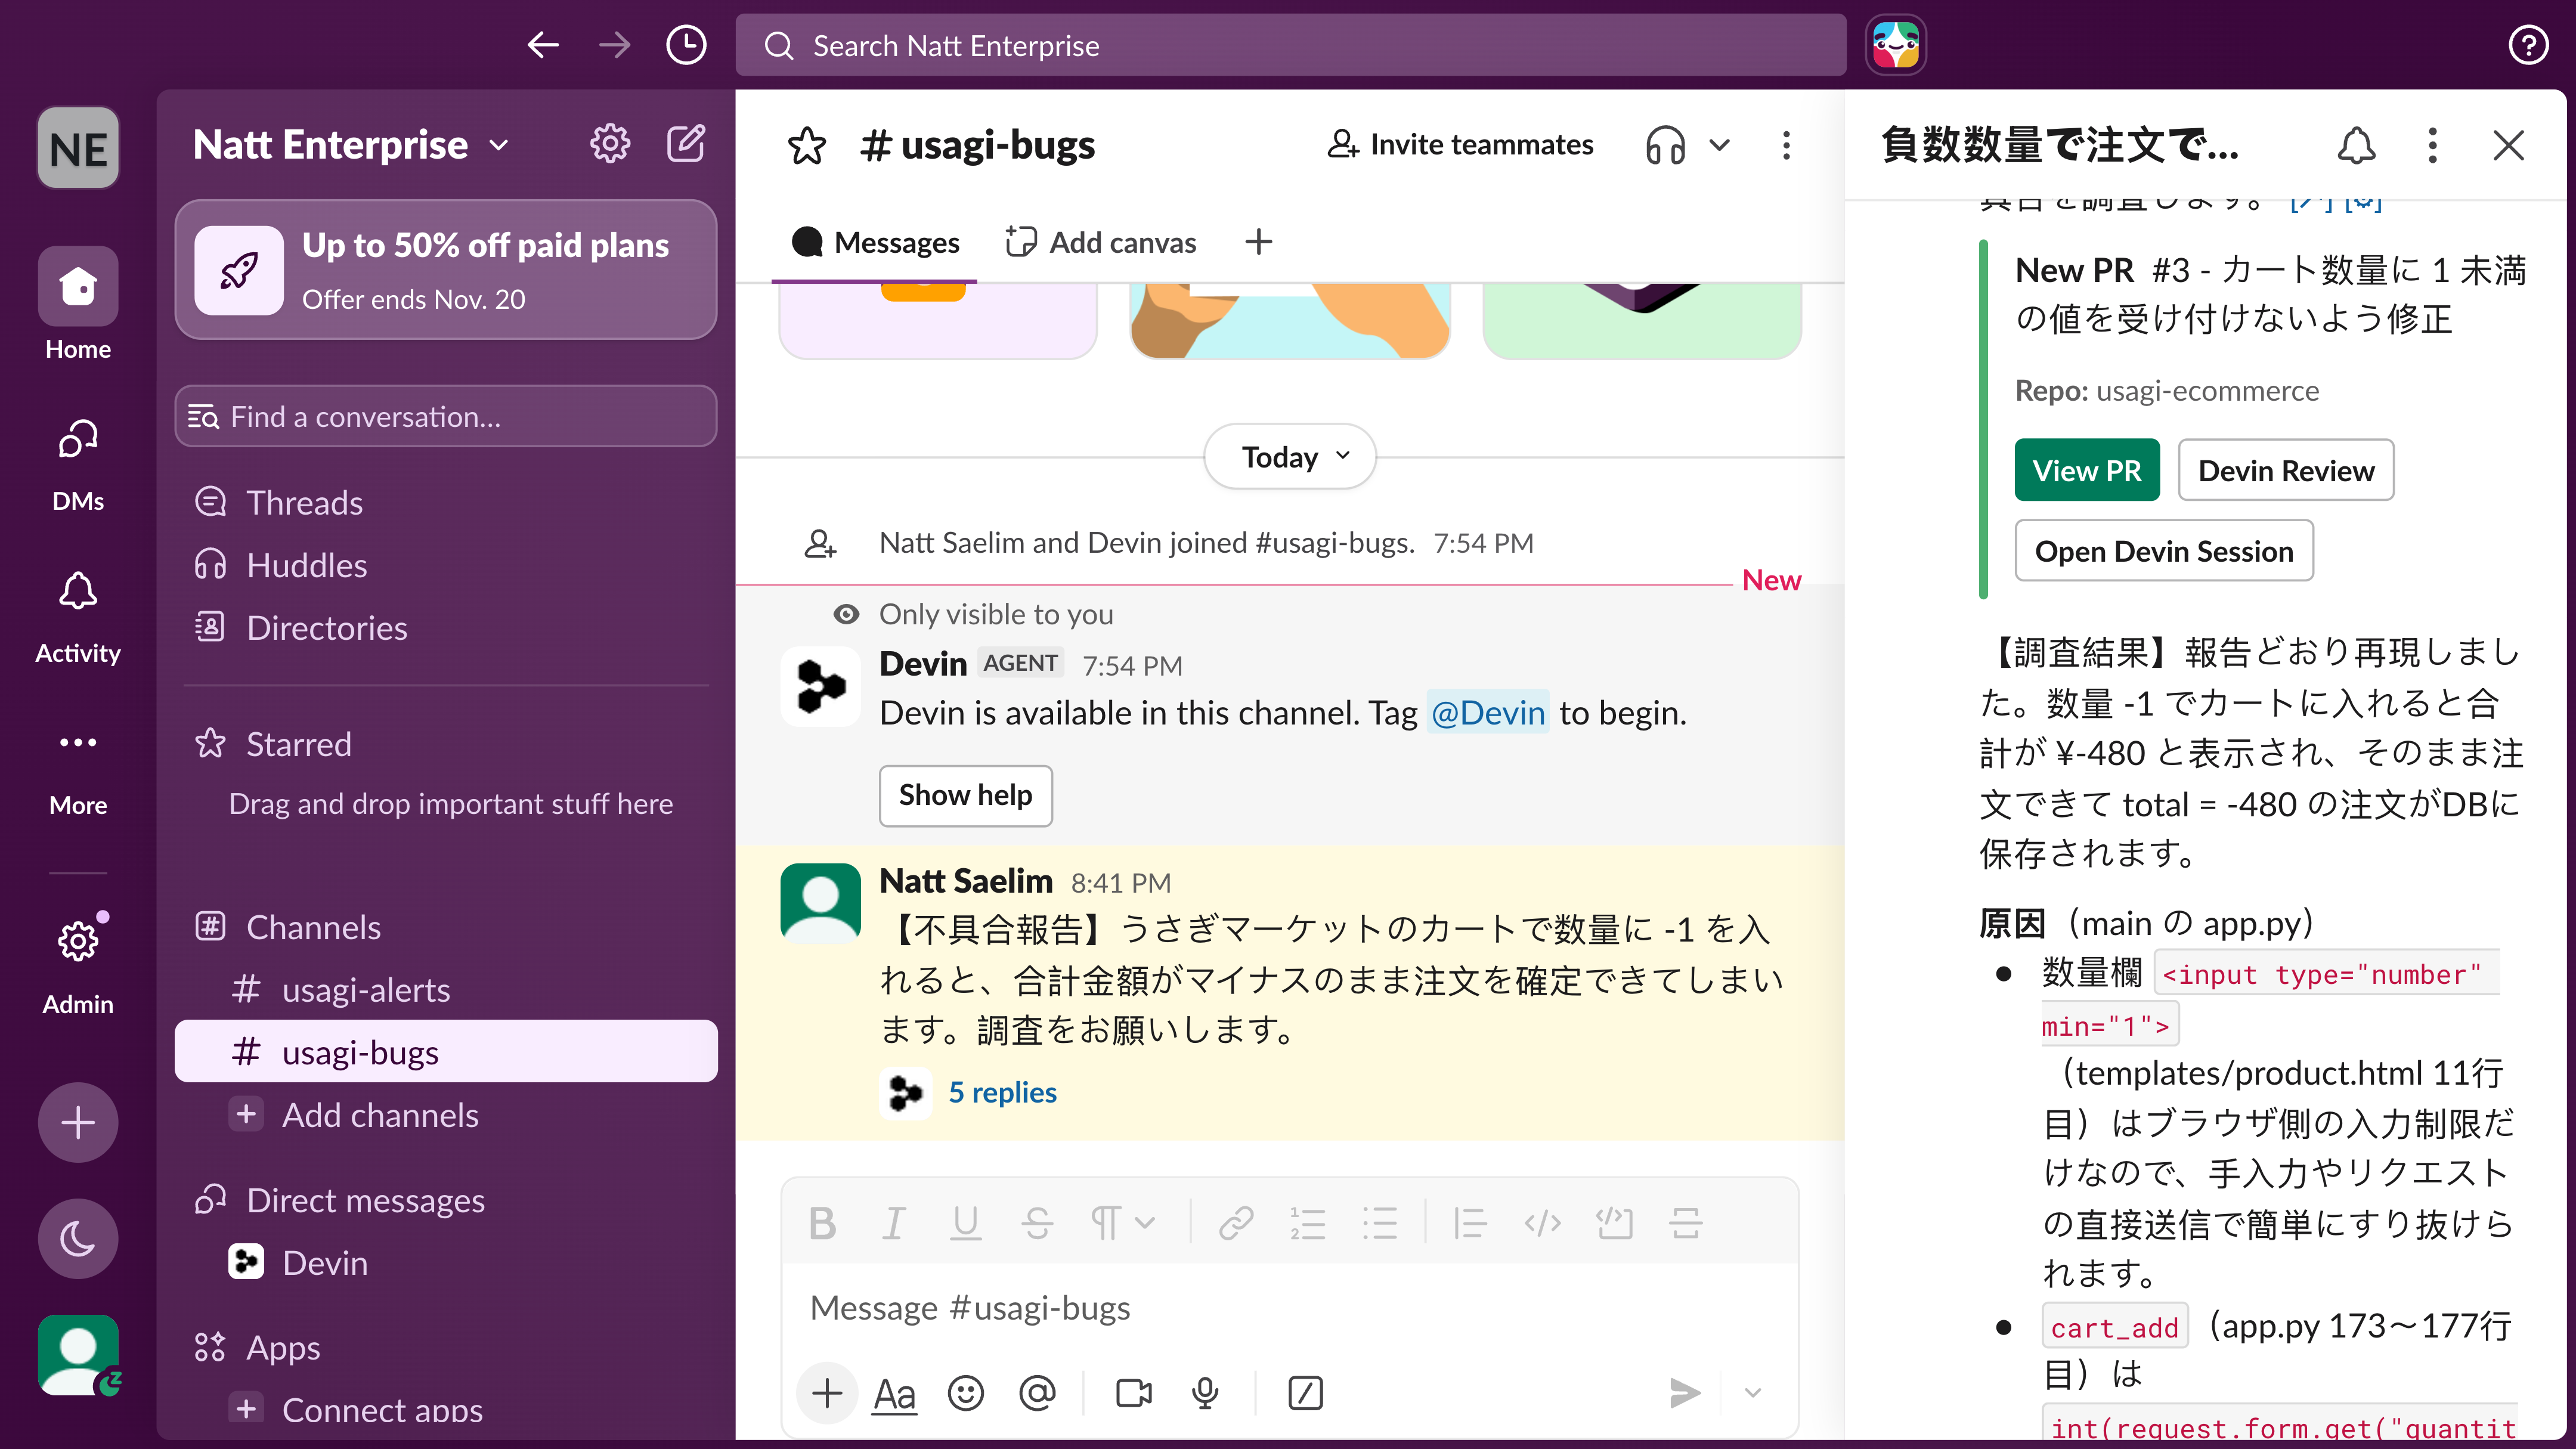 Search Natt Enterprise
NE
Home
DMs
Activity
More
Admin
Natt Enterprise
Up to 50% off paid plans
Offer ends Nov. 20
Find a conversation...
Threads
Huddles
Directories
Starred
Drag and drop important stuff here
Channels
# usagi-alerts
# usagi-bugs
+ Add channels
Direct messages
Devin
Apps
+ Connect apps
# usagi-bugs
Invite teammates
Messages
Add canvas
Today
Natt Saelim and Devin joined #usagi-bugs. 7:54 PM
New
Only visible to you
Devin AGENT 7:54 PM
Devin is available in this channel. Tag @Devin to begin.
Show help
Natt Saelim 8:41 PM
【不具合報告】うさぎマーケットのカートで数量に -1 を入
れると、合計金額がマイナスのまま注文を確定できてしまい
ます。調査をお願いします。
5 replies
Message #usagi-bugs
Aa
負数数量で注文で...
具合を調査します。
New PR #3 - カート数量に 1 未満
の値を受け付けないよう修正
Repo: usagi-ecommerce
View PR
Devin Review
Open Devin Session
【調査結果】報告どおり再現しまし
た。数量 -1 でカートに入れると合
計が ¥-480 と表示され、そのまま注
文できて total = -480 の注文がDBに
保存されます。
原因（main の app.py）
● 数量欄 <input type="number"
min="1">
（templates/product.html 11行
目）はブラウザ側の入力制限だ
けなので、手入力やリクエスト
の直接送信で簡単にすり抜けら
れます。
● cart_add（app.py 173〜177行
目）は
int(request.form.get("quantit